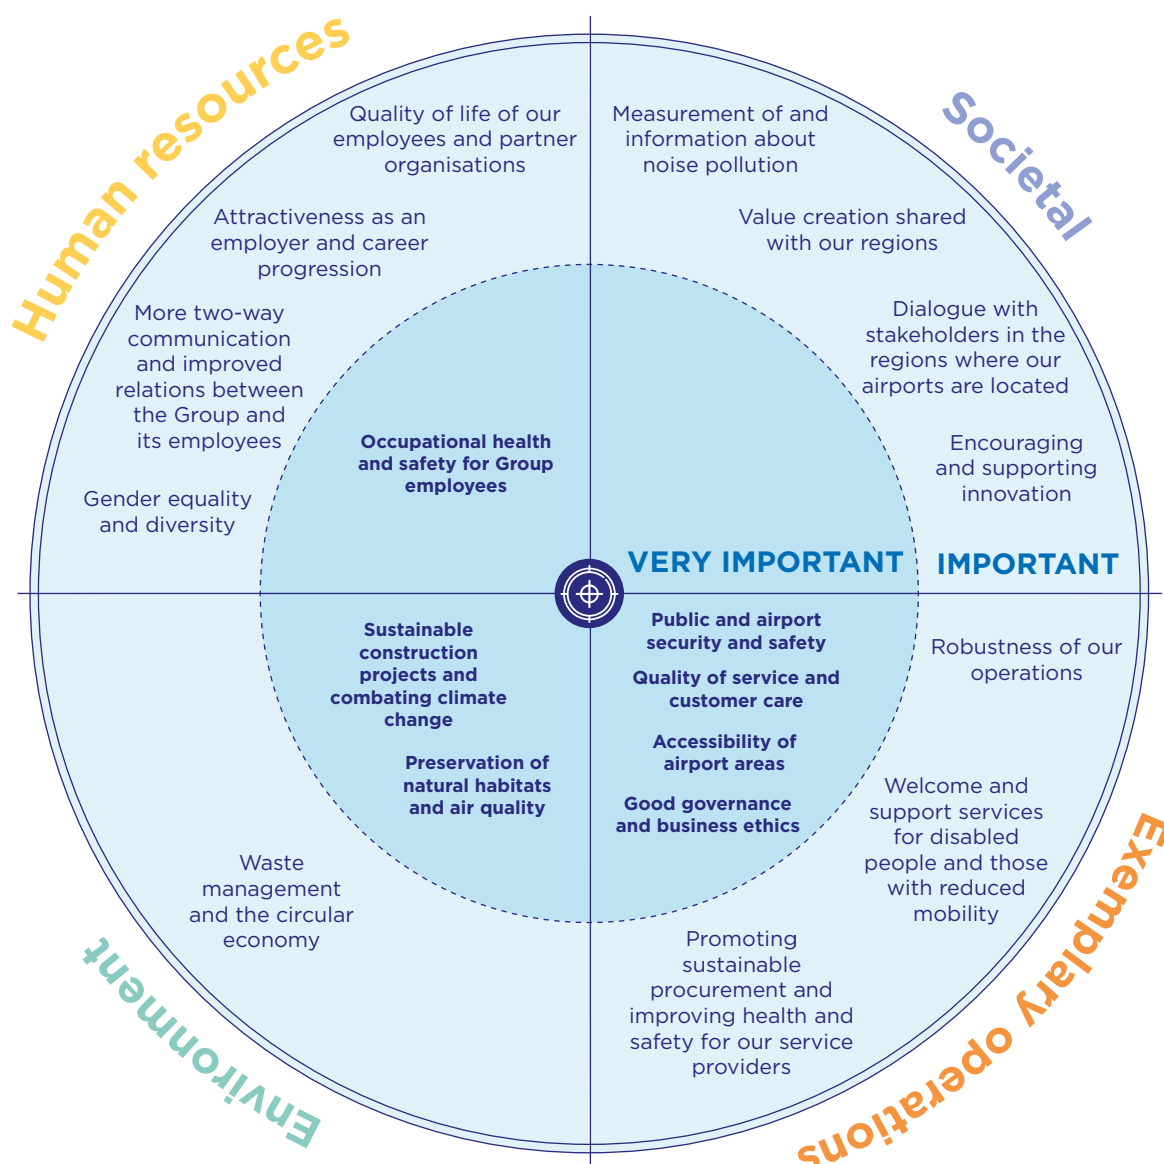 Human resources
Quality of life of our
employees and partner
organisations
Attractiveness as an
employer and career
progression
More two-way
communication
and improved
relations between
the Group and
its employees
Gender equality
and diversity
Occupational health
and safety for Group
employees
Societal
Measurement of and
information about
noise pollution
Value creation shared
with our regions
Dialogue with
stakeholders in the
regions where our
airports are located
Encouraging
and supporting
innovation
VERY IMPORTANT
IMPORTANT
Sustainable
construction
projects and
combating climate
change
Preservation of
natural habitats
and air quality
Waste
management
and the circular
economy
Environment
Public and airport
security and safety
Quality of service and
customer care
Accessibility of
airport areas
Good governance
and business ethics
Robustness of our
operations
Welcome and
support services
for disabled
people and those
with reduced
mobility
Promoting
sustainable
procurement and
improving health and
safety for our service
providers
Exemplary operations